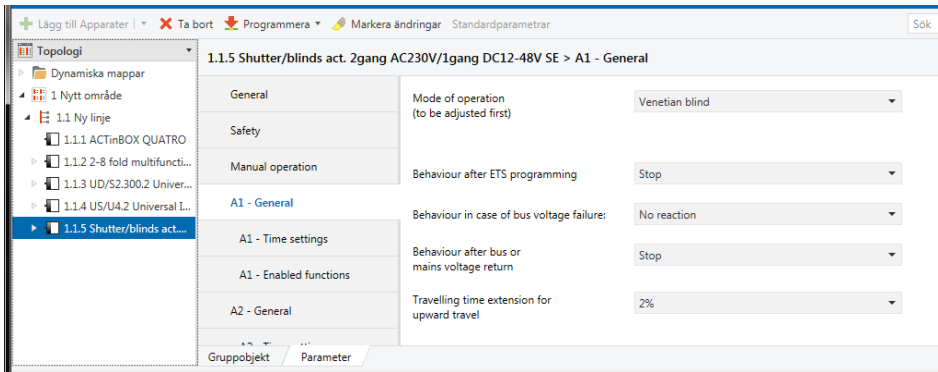 Lägg till Apparater Ta bort Programmera Markera ändringar Standardparametrar Sök
Topologi
Dynamiska mappar
1 Nytt område
1.1 Ny linje
1.1.1 ACTinBOX QUATRO
1.1.2 2-8 fold multifuncti...
1.1.3 UD/S2.300.2 Univer...
1.1.4 US/U4.2 Universal I...
1.1.5 Shutter/blinds act....
1.1.5 Shutter/blinds act. 2gang AC230V/1gang DC12-48V SE > A1 - General
General
Safety
Manual operation
A1 - General
A1 - Time settings
A1 - Enabled functions
A2 - General
Mode of operation
(to be adjusted first)
Venetian blind
Behaviour after ETS programming
Stop
Behaviour in case of bus voltage failure:
No reaction
Behaviour after bus or
mains voltage return
Stop
Travelling time extension for
upward travel
2%
Gruppobjekt Parameter